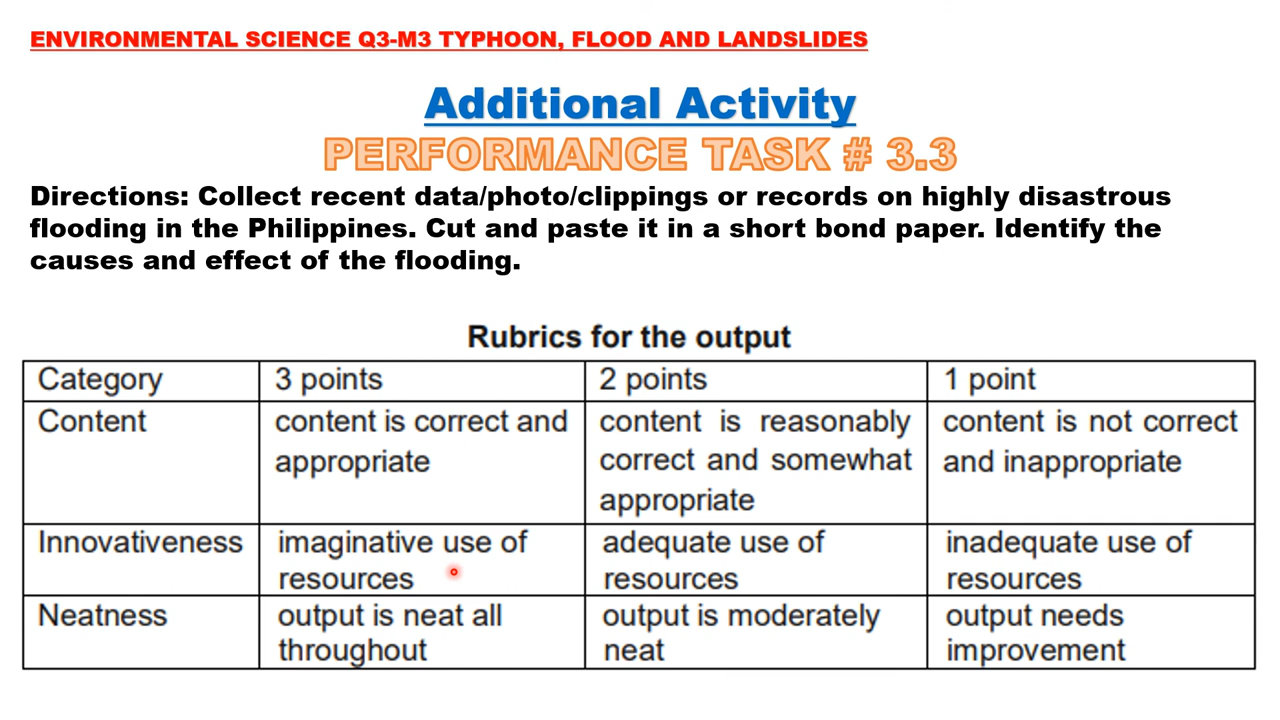 ENVIRONMENTAL SCIENCE Q3-M3 TYPHOON, FLOOD AND LANDSLIDES
Additional Activity
PERFORMANCE TASK # 3.3
Directions: Collect recent data/photo/clippings or records on highly disastrous
flooding in the Philippines. Cut and paste it in a short bond paper. Identify the
causes and effect of the flooding.
Rubrics for the output
Category 3 points 2 points 1 point
Content content is correct and content is reasonably content is not correct
appropriate correct and somewhat and inappropriate
appropriate
Innovativeness imaginative use of adequate use of inadequate use of
resources resources resources
Neatness output is neat all output is moderately output needs
throughout neat improvement